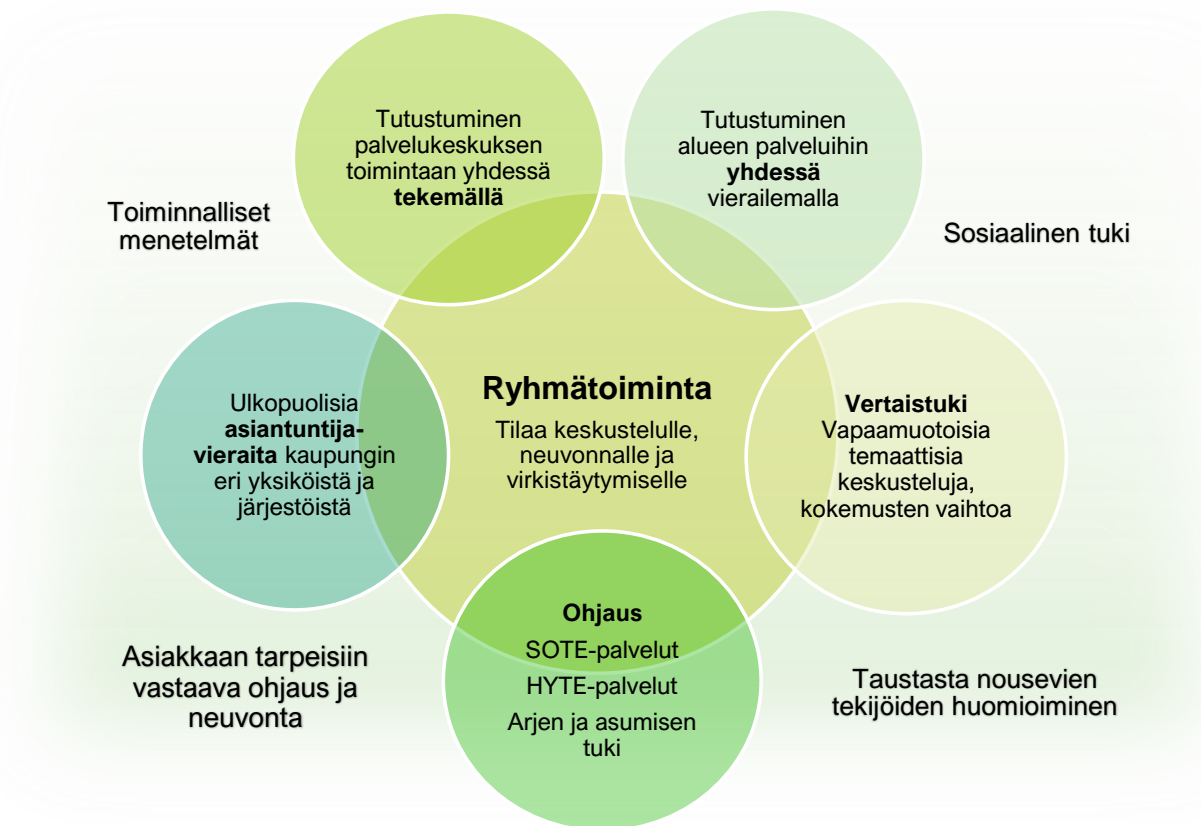 Tutustuminen
palvelukeskuksen
toimintaan yhdessä
tekemällä
Tutustuminen
alueen palveluihin
yhdessä
vierailemalla
Toiminnalliset
menetelmät
Sosiaalinen tuki
Ulkopuolisia
asiantuntija-
vieraita kaupungin
eri yksiköistä ja
järjestöistä
Ryhmätoiminta
Tilaa keskustelulle,
neuvonnalle ja
virkistäytymiselle
Vertaistuki
Vapaamuotoisia
temaattisia
keskusteluja,
kokemusten vaihtoa
Ohjaus
SOTE-palvelut
HYTE-palvelut
Arjen ja asumisen
tuki
Asiakkaan tarpeisiin
vastaava ohjaus ja
neuvonta
Taustasta nousevien
tekijöiden huomioiminen